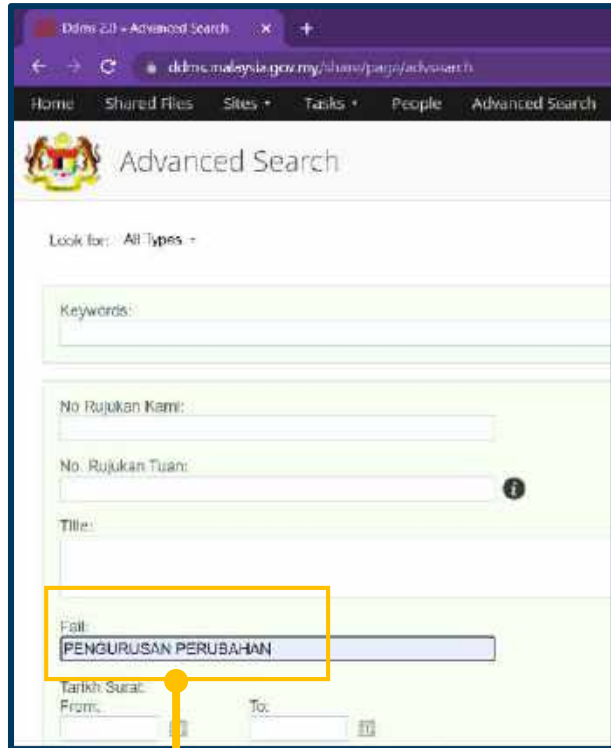 Ddms 2.0 - Advanced Search
ddms.malaysia.gov.my/share/page/advsearch
Home Shared Files Sites Tasks People Advanced Search
Advanced Search
Look for: All Types
Keywords:
No Rujukan Kami:
No. Rujukan Tuan:
Title:
Fail:
PENGURUSAN PERUBAHAN
Tarikh Surat:
From: To: